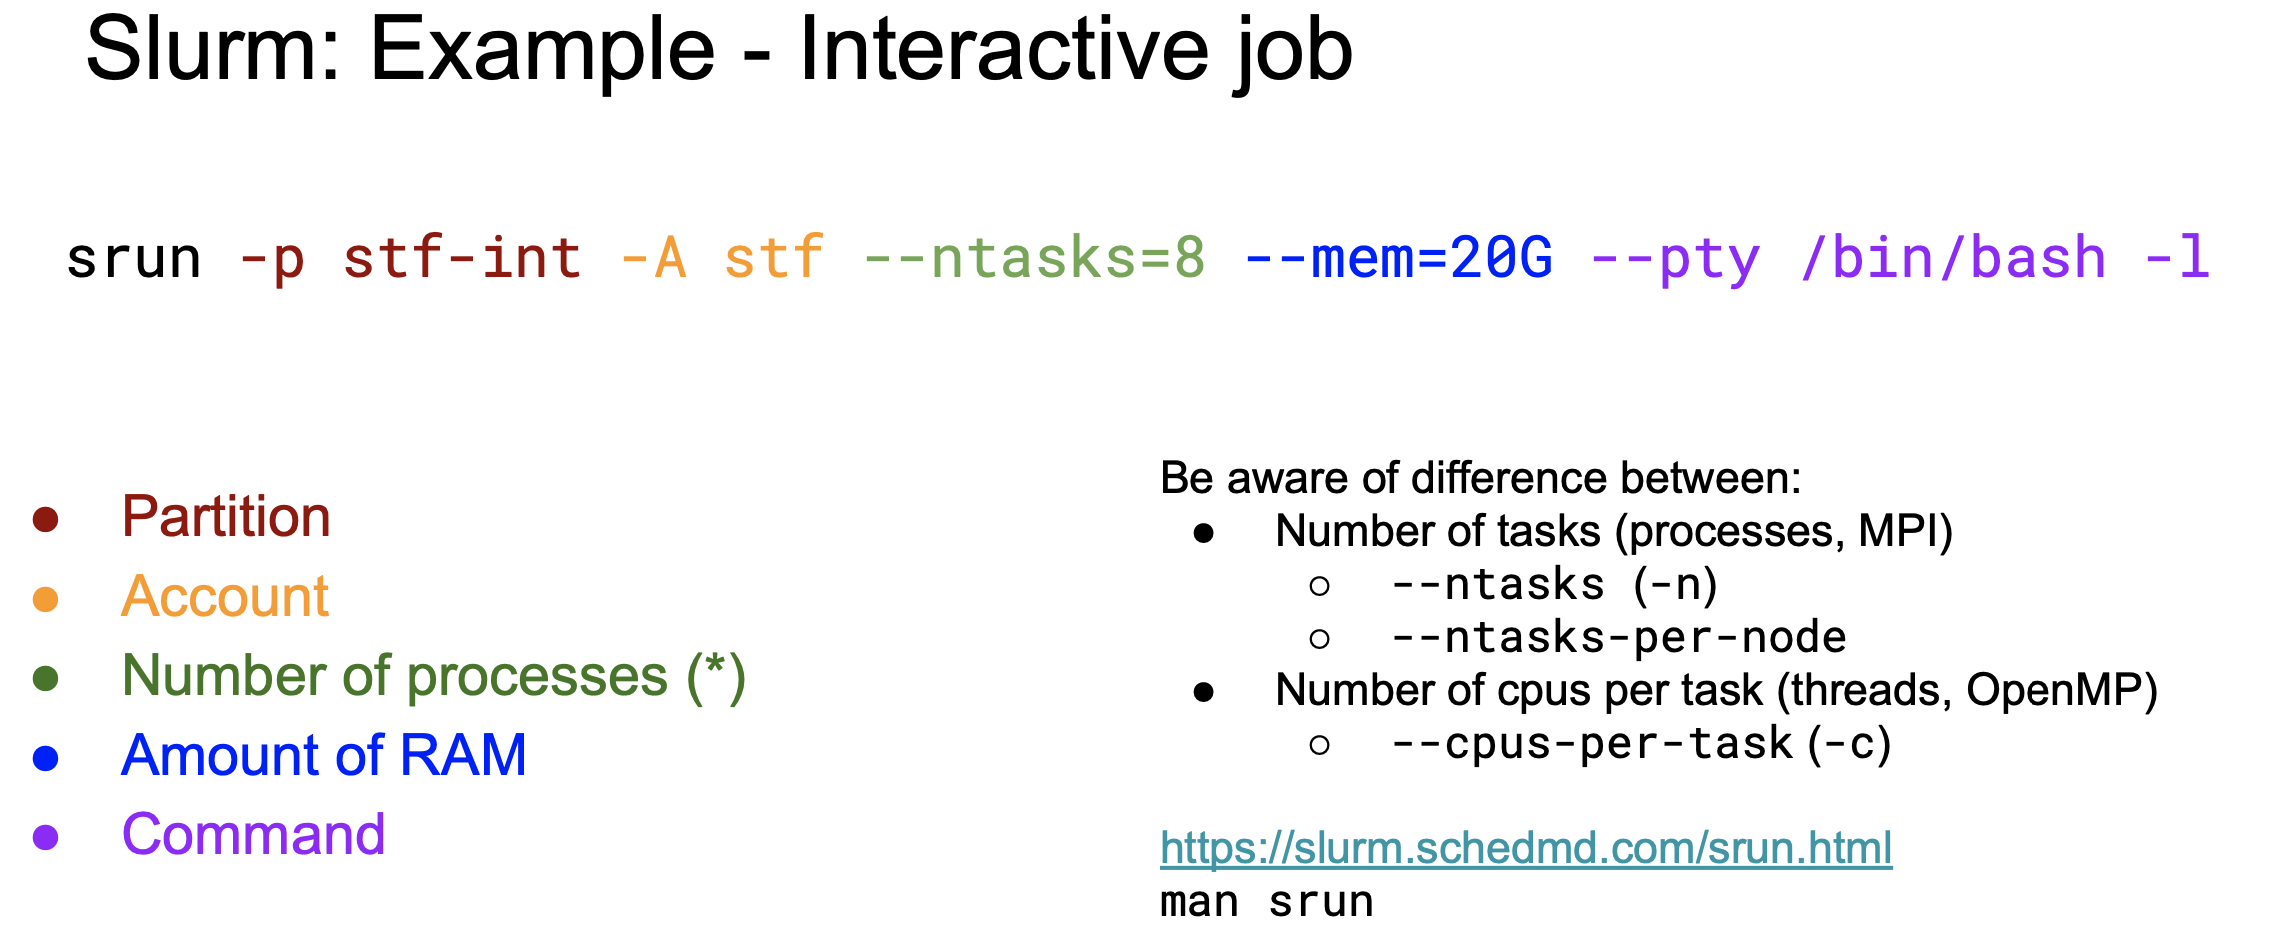 Slurm: Example - Interactive job
srun -p stf-int -A stf --ntasks=8 --mem=20G --pty /bin/bash -l
● Partition
● Account
● Number of processes (*)
● Amount of RAM
● Command
Be aware of difference between:
● Number of tasks (processes, MPI)
○ --ntasks (-n)
○ --ntasks-per-node
● Number of cpus per task (threads, OpenMP)
○ --cpus-per-task (-c)
https://slurm.schedmd.com/srun.html
man srun